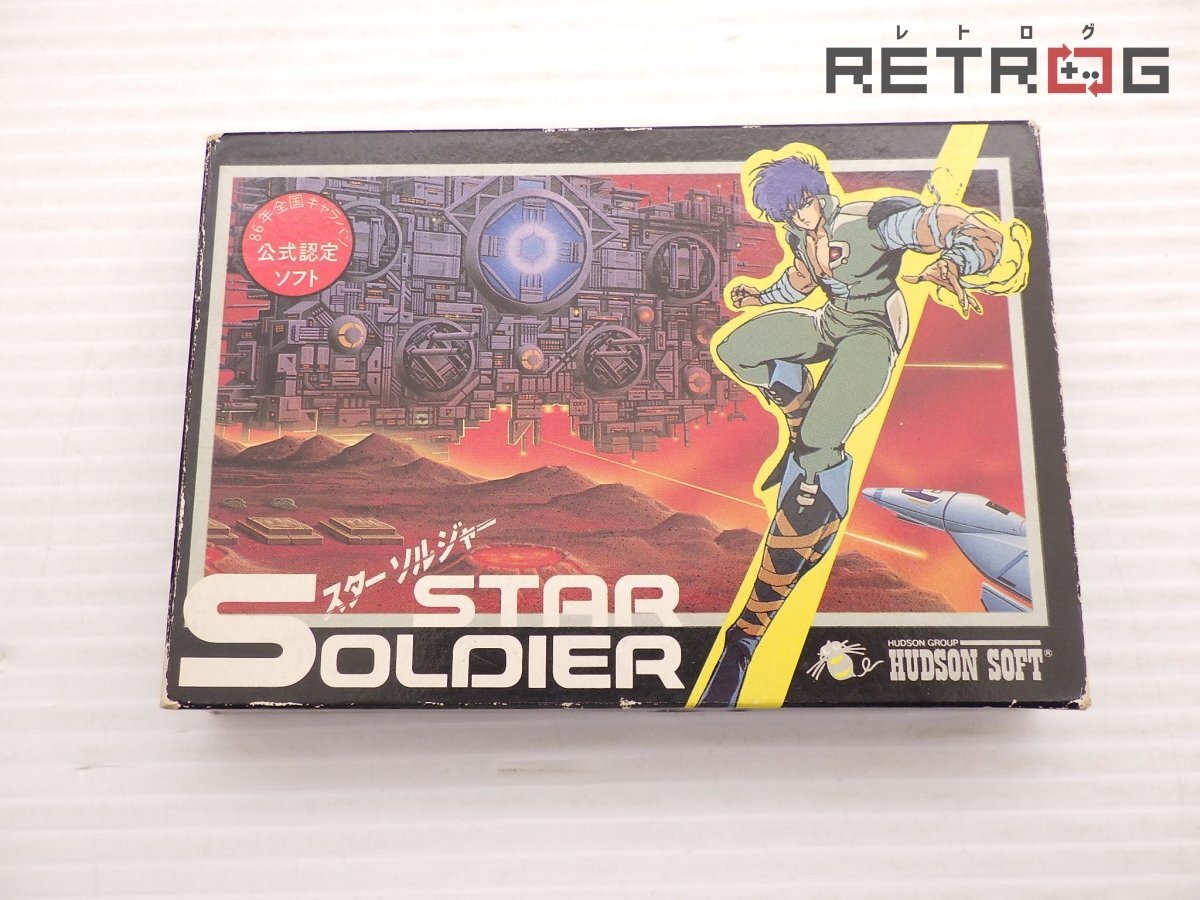 レトログ
RETROG
'86年全国キャラバン
公式認定
ソフト
スター ソルジャー
STAR
SOLDIER
HUDSON GROUP
HUDSON SOFT®